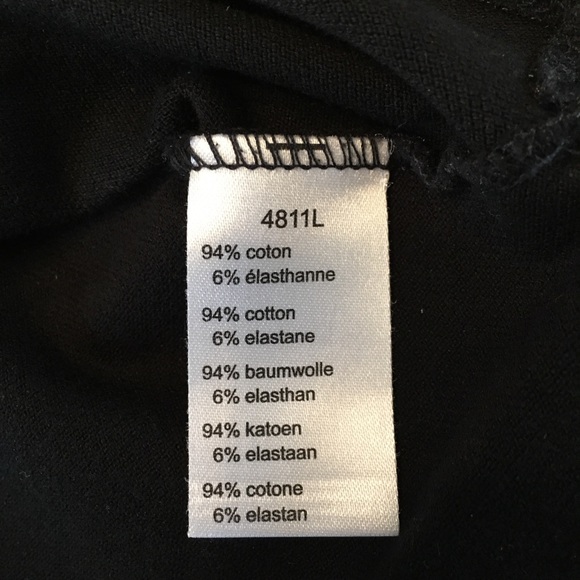 4811L
94% coton
6% élasthanne
94% cotton
6% elastane
94% baumwolle
6% elasthan
94% katoen
6% elastaan
94% cotone
6% elastan